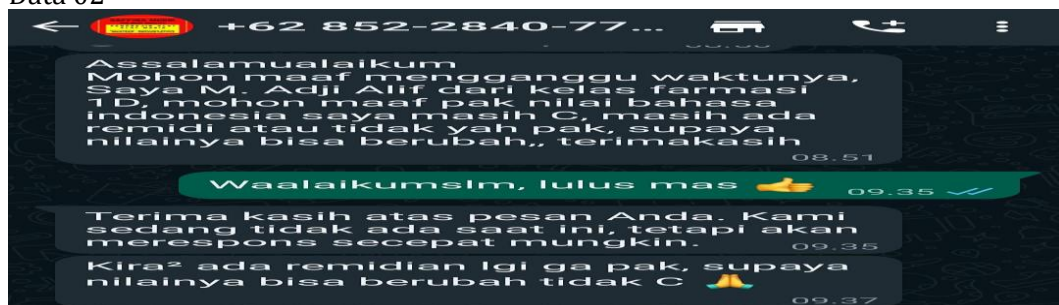 Data 02
+62 852-2840-77...
Assalamualaikum
Mohon maaf mengganggu waktunya,
Saya M. Adji Alif dari kelas farmasi
1D, mohon maaf pak nilai bahasa
indonesia saya masih C, masih ada
remidi atau tidak yah pak, supaya
nilainya bisa berubah,, terimakasih
08.51
Waalaikumslm, lulus mas 👍 09.35
Terima kasih atas pesan Anda. Kami
sedang tidak ada saat ini, tetapi akan
merespons secepat mungkin. 09.35
Kira² ada remidian lgi ga pak, supaya
nilainya bisa berubah tidak C 🙏
09.37